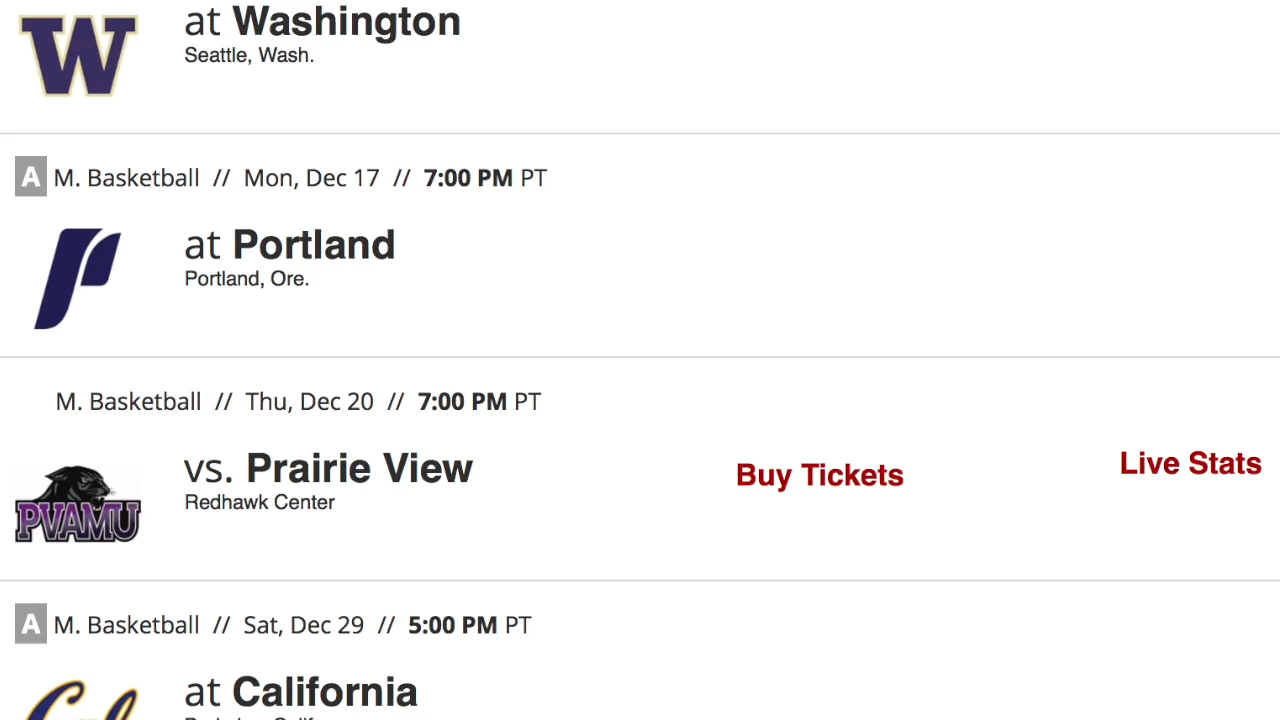 W
at Washington
Seattle, Wash.
A M. Basketball // Mon, Dec 17 // 7:00 PM PT
at Portland
Portland, Ore.
M. Basketball // Thu, Dec 20 // 7:00 PM PT
vs. Prairie View
Redhawk Center
PVAMU
Buy Tickets
Live Stats
A M. Basketball // Sat, Dec 29 // 5:00 PM PT
Cal
at California